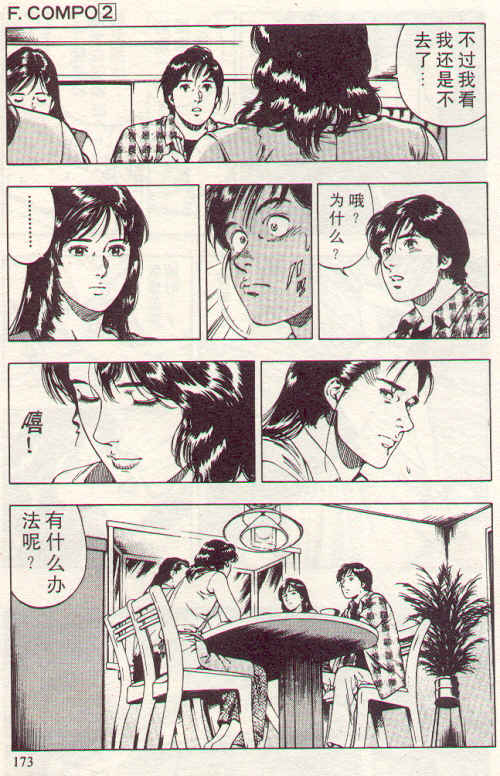 F. COMPO 2
不过我看
我还是不
去了…
哦？
为什么？
…………
嘻！
有什么办
法呢？
173